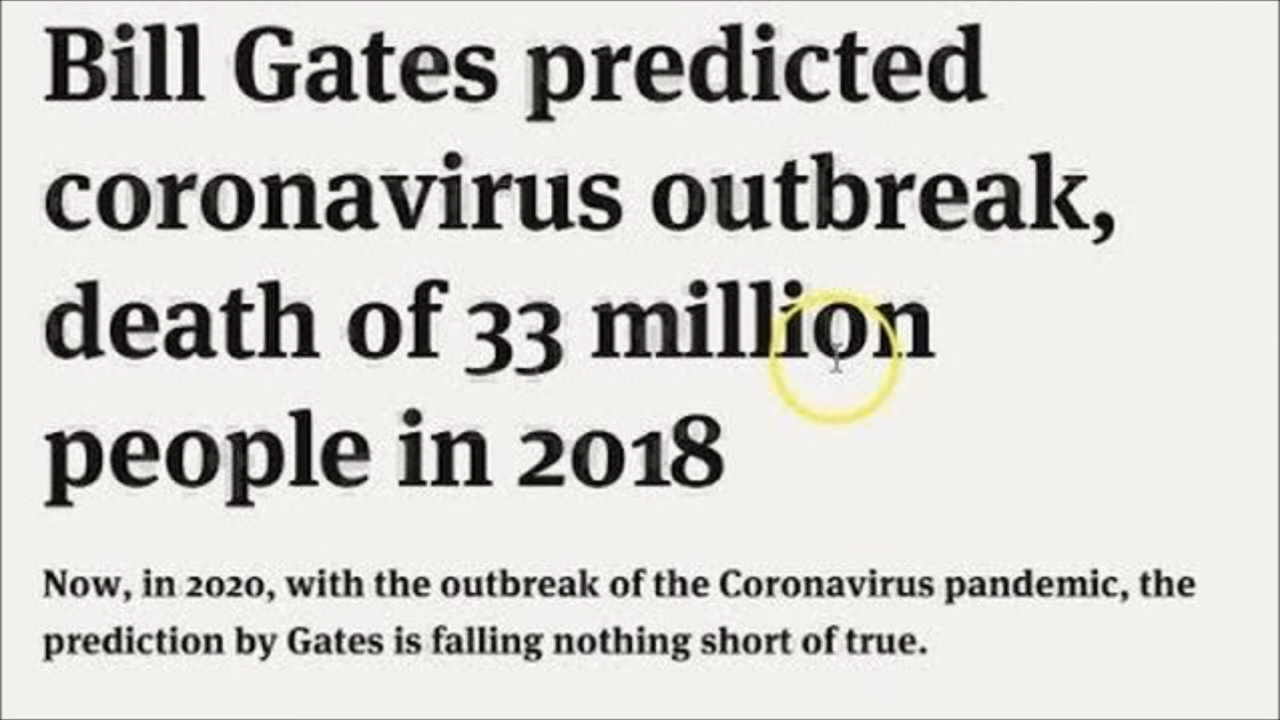 Bill Gates predicted
coronavirus outbreak,
death of 33 million
people in 2018
Now, in 2020, with the outbreak of the Coronavirus pandemic, the
prediction by Gates is falling nothing short of true.